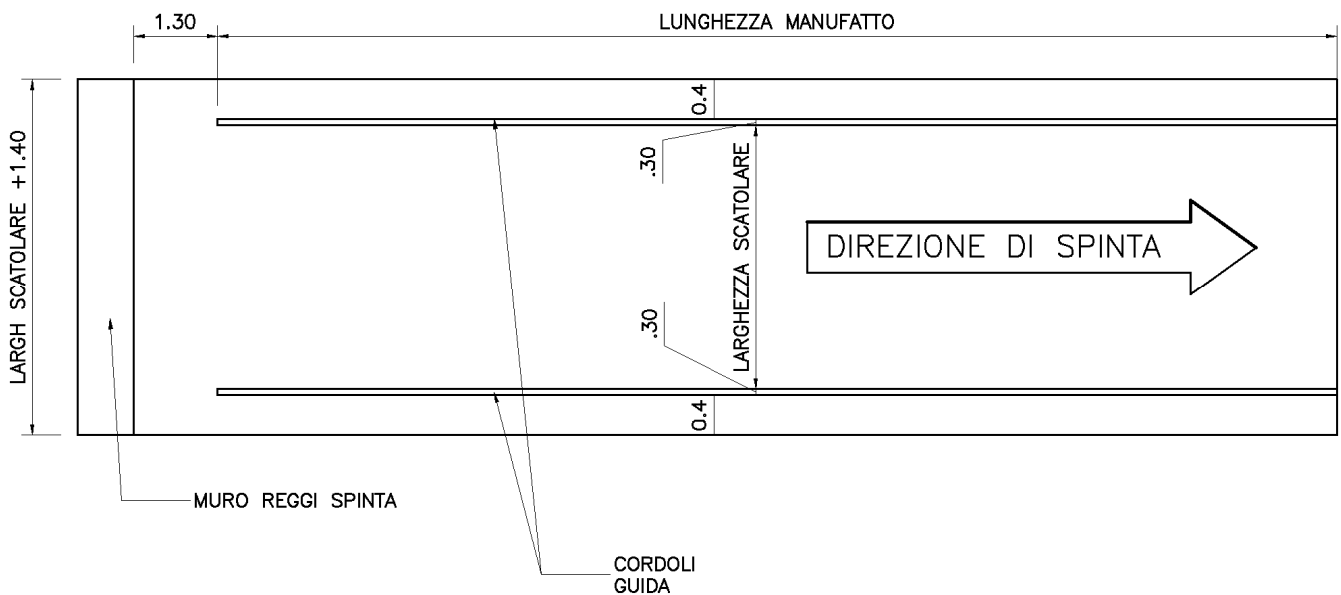 1.30
LUNGHEZZA MANUFATTO
LARGH SCATOLARE +1.40
0.4
.30
LARGHEZZA SCATOLARE
DIREZIONE DI SPINTA
.30
0.4
MURO REGGI SPINTA
CORDOLI
GUIDA